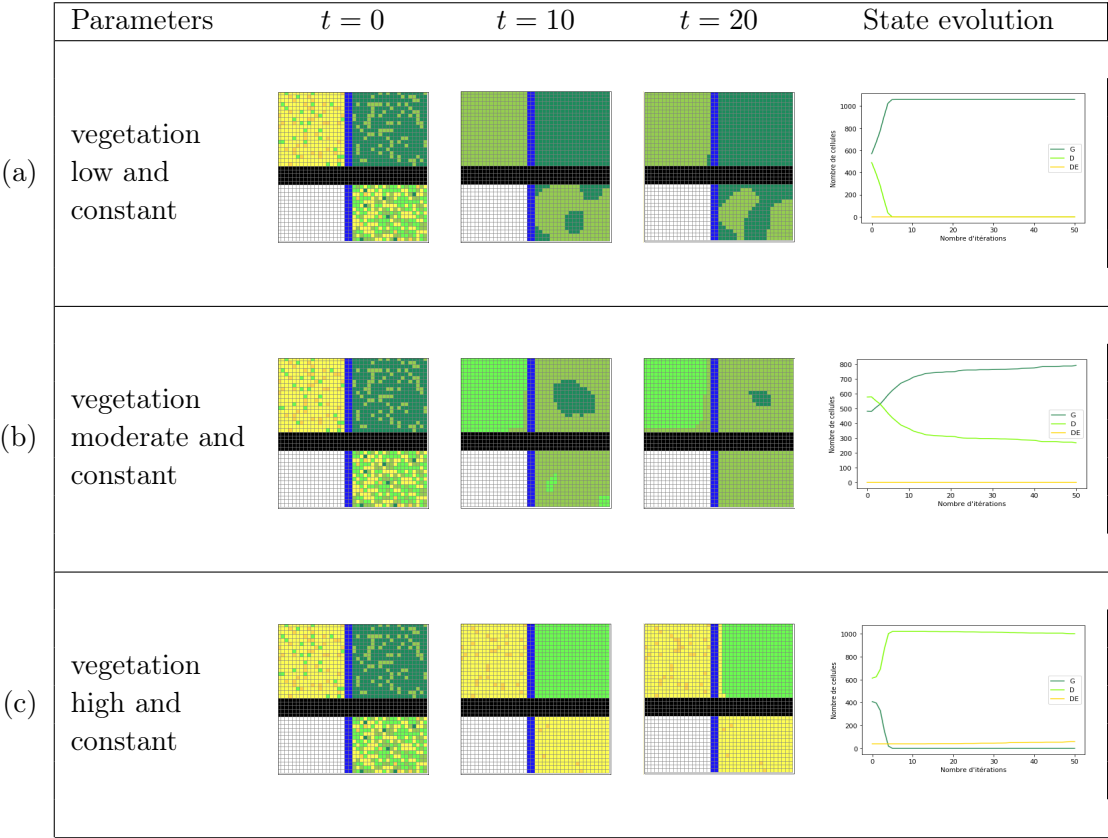 Parameters t = 0 t = 10 t = 20 State evolution
(a)
vegetation
low and
constant
Nombre de cellules
1000
800
600
400
200
0
G
D
DE
0 10 20 30 40 50
Nombre d'itérations
(b)
vegetation
moderate and
constant
Nombre de cellules
800
700
600
500
400
300
200
100
0
G
D
DE
0 10 20 30 40 50
Nombre d'itérations
(c)
vegetation
high and
constant
Nombre de cellules
1000
800
600
400
200
0
G
D
DE
0 10 20 30 40 50
Nombre d'itérations